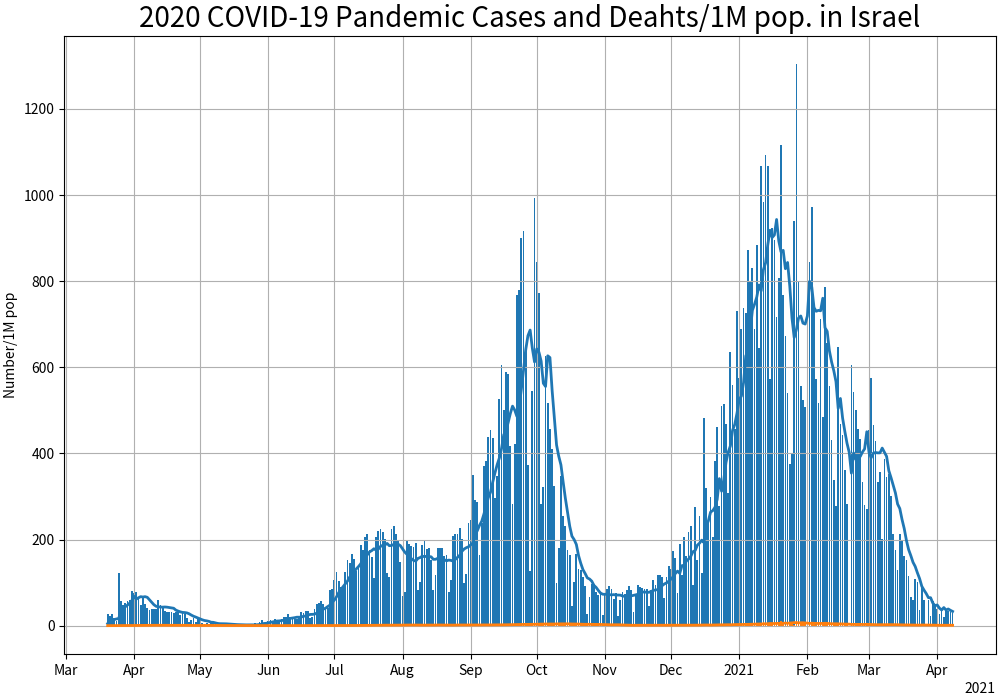 2020 COVID-19 Pandemic Cases and Deahts/1M pop. in Israel
Number/1M pop
1200
1000
800
600
400
200
0
Mar Apr May Jun Jul Aug Sep Oct Nov Dec 2021 Feb Mar Apr
2021